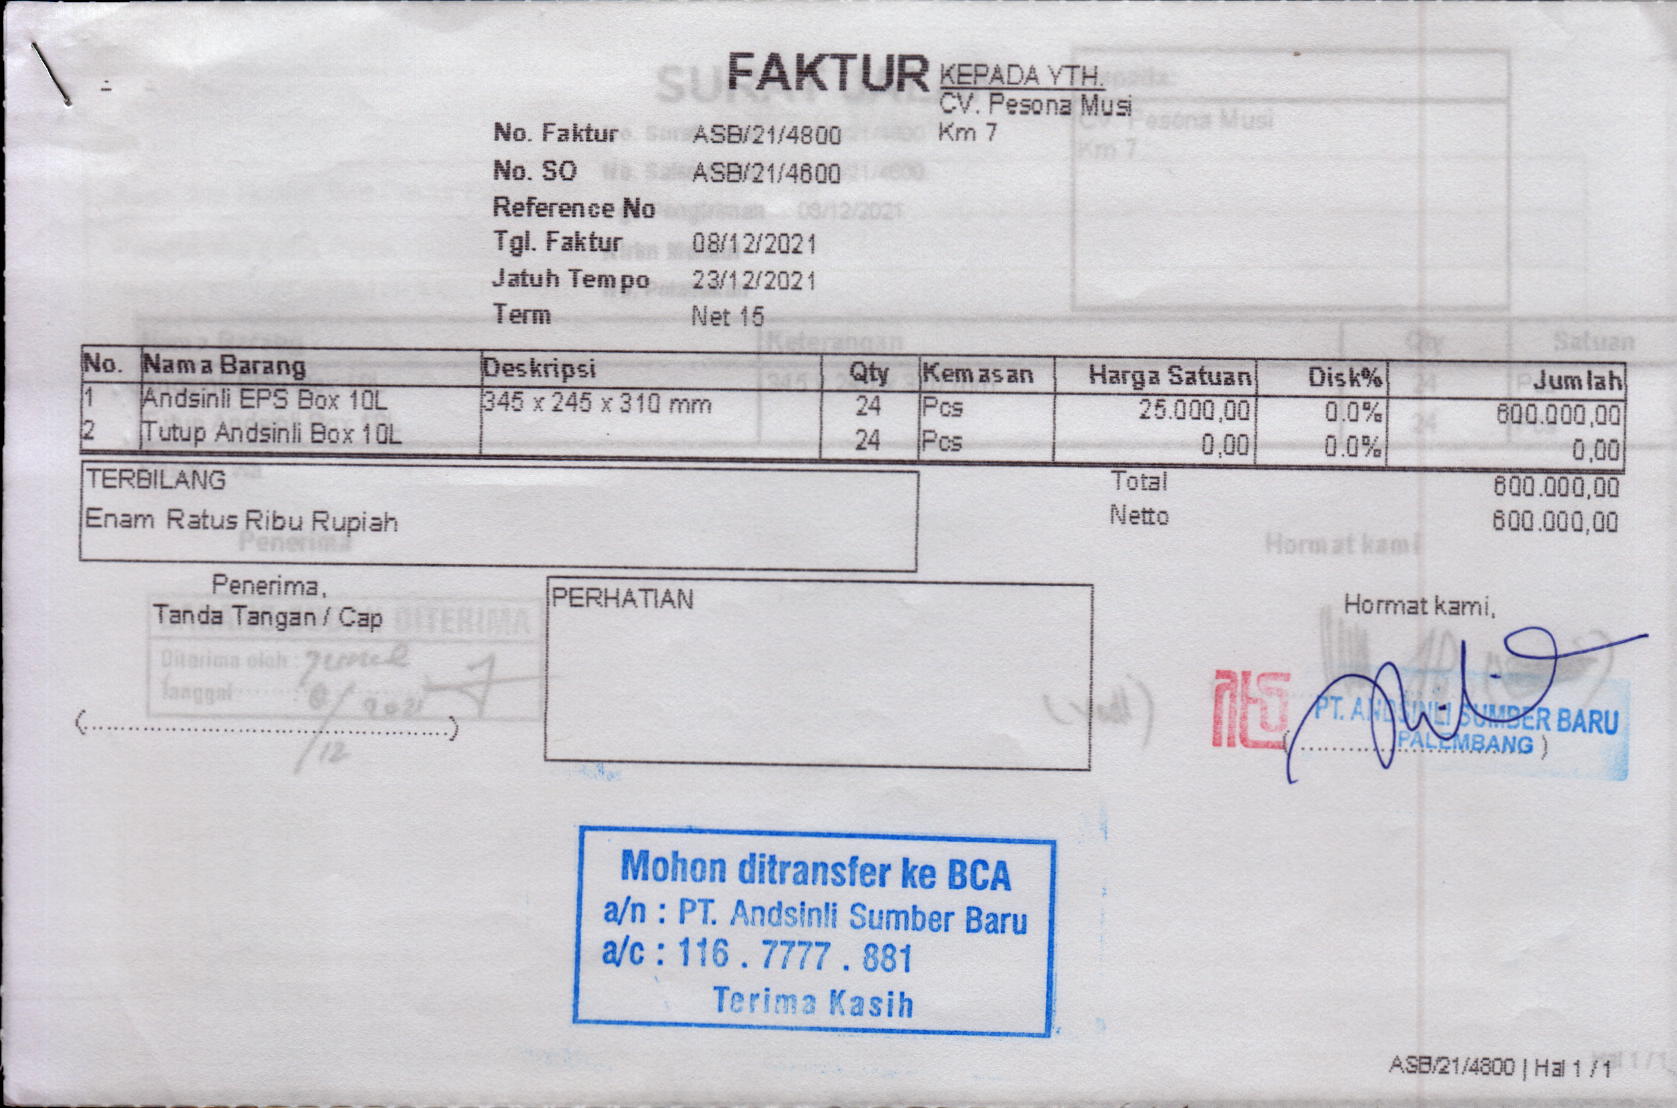 FAKTUR
KEPADA YTH.
CV. Pesona Musi
Km 7
No. Faktur ASB/21/4800
No. SO ASB/21/4600
Reference No
Tgl. Faktur 08/12/2021
Jatuh Tempo 23/12/2021
Term Net 15
No. Nama Barang Deskripsi Qty Kemasan Harga Satuan Disk% Jumlah
1 Andsinli EPS Box 10L 345 x 245 x 310 mm 24 Pcs 25.000,00 0.0% 600.000,00
2 Tutup Andsinli Box 10L 24 Pcs 0,00 0.0% 0,00
TERBILANG
Enam Ratus Ribu Rupiah
Total 600.000,00
Netto 600.000,00
Penerima,
Tanda Tangan / Cap
PERHATIAN
Hormat kami,
PT. ANDSINLI SUMBER BARU
PALEMBANG
Mohon ditransfer ke BCA
a/n : PT. Andsinli Sumber Baru
a/c : 116 . 7777 . 881
Terima Kasih
ASB/21/4800 | Hal 1 / 1